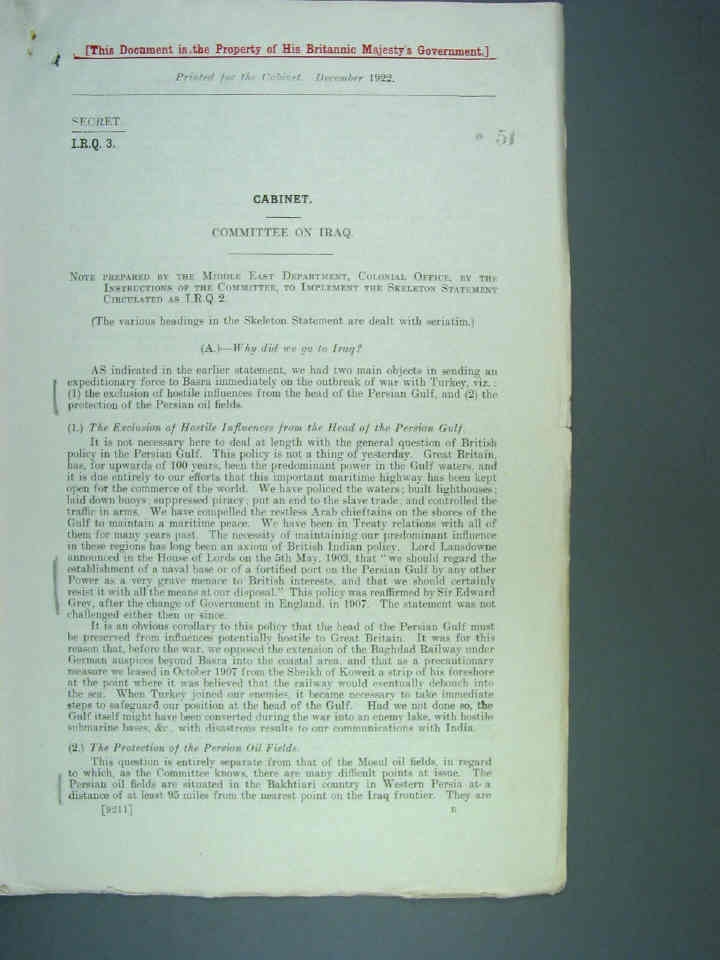 [This Document is the Property of His Britannic Majesty's Government.]
Printed for the Cabinet. December 1922.
SECRET.
I.R.Q. 3.
51
CABINET.
COMMITTEE ON IRAQ.
NOTE PREPARED BY THE MIDDLE EAST DEPARTMENT, COLONIAL OFFICE, BY THE
INSTRUCTIONS OF THE COMMITTEE, TO IMPLEMENT THE SKELETON STATEMENT
CIRCULATED AS I.R.Q. 2.
(The various headings in the Skeleton Statement are dealt with seriatim.)
(A.)—Why did we go to Iraq?
AS indicated in the earlier statement, we had two main objects in sending an
expeditionary force to Basra immediately on the outbreak of war with Turkey, viz.:
(1) the exclusion of hostile influences from the head of the Persian Gulf, and (2) the
protection of the Persian oil fields.
(1.) The Exclusion of Hostile Influences from the Head of the Persian Gulf.
It is not necessary here to deal at length with the general question of British
policy in the Persian Gulf. This policy is not a thing of yesterday. Great Britain,
has, for upwards of 100 years, been the predominant power in the Gulf waters, and
it is due entirely to our efforts that this important maritime highway has been kept
open for the commerce of the world. We have policed the waters; built lighthouses;
laid down buoys; suppressed piracy; put an end to the slave trade; and controlled the
traffic in arms. We have compelled the restless Arab chieftains on the shores of the
Gulf to maintain a maritime peace. We have been in Treaty relations with all of
them for many years past. The necessity of maintaining our predominant influence
in these regions has long been an axiom of British Indian policy. Lord Lansdowne
announced in the House of Lords on the 5th May, 1903, that "we should regard the
establishment of a naval base or of a fortified port on the Persian Gulf by any other
Power as a very grave menace to British interests, and that we should certainly
resist it with all the means at our disposal." This policy was reaffirmed by Sir Edward
Grey, after the change of Government in England, in 1907. The statement was not
challenged either then or since.
It is an obvious corollary to this policy that the head of the Persian Gulf must
be preserved from influences potentially hostile to Great Britain. It was for this
reason that, before the war, we opposed the extension of the Baghdad Railway under
German auspices beyond Basra into the coastal area, and that as a precautionary
measure we leased in October 1907 from the Sheikh of Koweit a strip of his foreshore
at the point where it was believed that the railway would eventually debouch into
the sea. When Turkey joined our enemies, it became necessary to take immediate
steps to safeguard our position at the head of the Gulf. Had we not done so, the
Gulf itself might have been converted during the war into an enemy lake, with hostile
submarine bases, &c., with disastrous results to our communications with India.
(2.) The Protection of the Persian Oil Fields.
This question is entirely separate from that of the Mosul oil fields, in regard
to which, as the Committee knows, there are many difficult points at issue. The
Persian oil fields are situated in the Bakhtiari country in Western Persia at a
distance of at least 95 miles from the nearest point on the Iraq frontier. They are
[9211] B